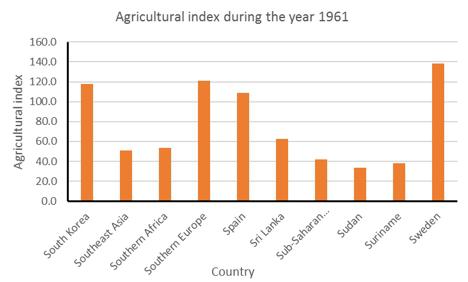 Agricultural index during the year 1961
160.0
140.0
120.0
100.0
80.0
60.0
40.0
20.0
0.0
Agricultural index
South Korea
Southeast Asia
Southern Africa
Southern Europe
Spain
Sri Lanka
Sub-Saharan...
Sudan
Suriname
Sweden
Country